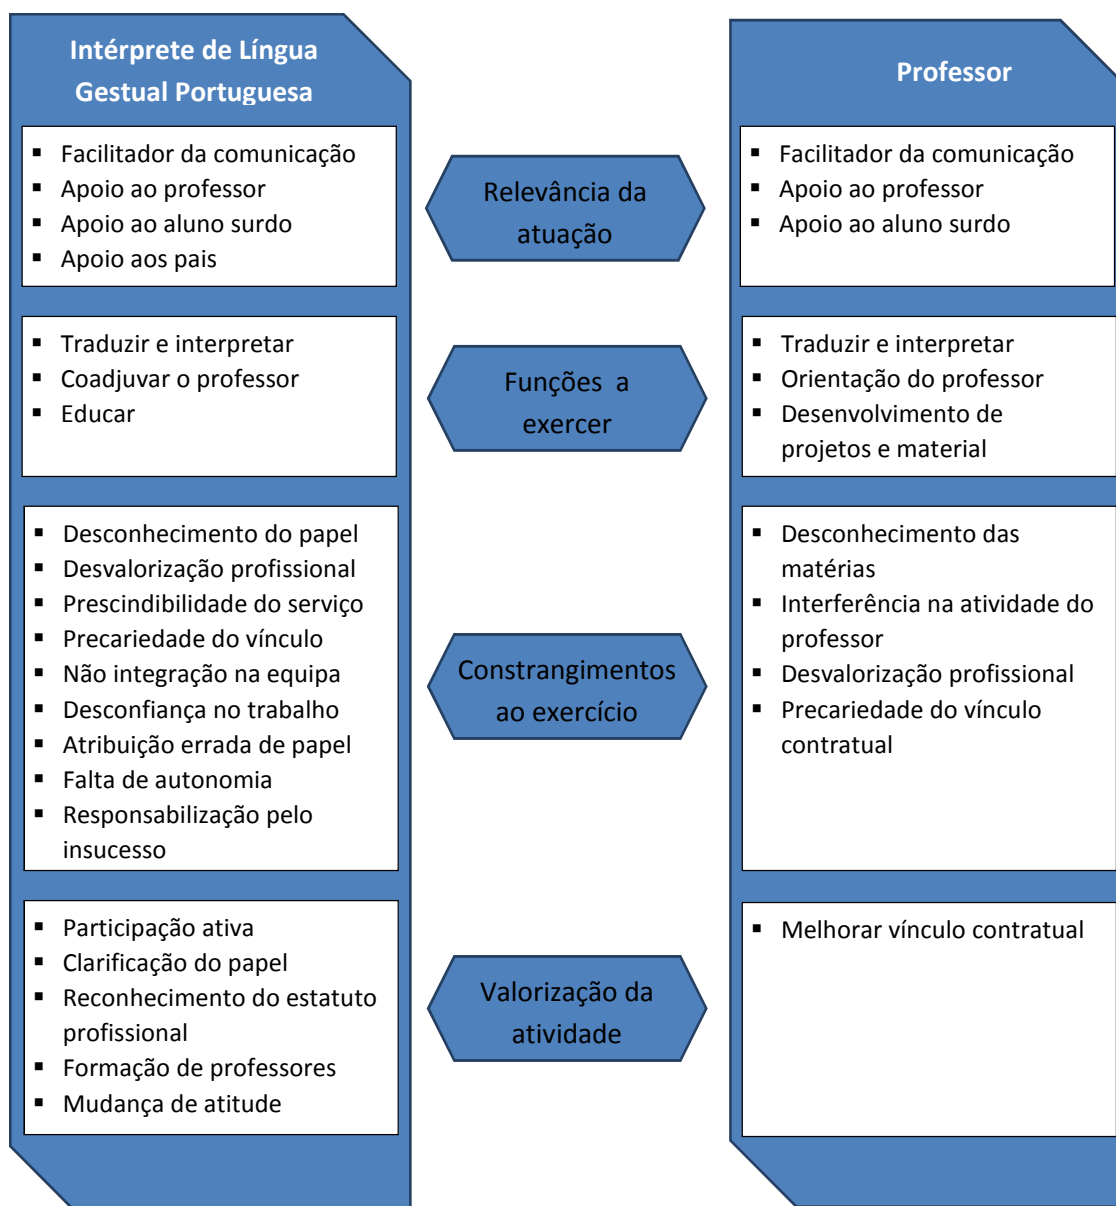 Intérprete de Língua
Gestual Portuguesa
▪ Facilitador da comunicação
▪ Apoio ao professor
▪ Apoio ao aluno surdo
▪ Apoio aos pais
▪ Traduzir e interpretar
▪ Coadjuvar o professor
▪ Educar
▪ Desconhecimento do papel
▪ Desvalorização profissional
▪ Prescindibilidade do serviço
▪ Precariedade do vínculo
▪ Não integração na equipa
▪ Desconfiança no trabalho
▪ Atribuição errada de papel
▪ Falta de autonomia
▪ Responsabilização pelo
insucesso
▪ Participação ativa
▪ Clarificação do papel
▪ Reconhecimento do estatuto
profissional
▪ Formação de professores
▪ Mudança de atitude
Relevância da
atuação
Funções a
exercer
Constrangimentos
ao exercício
Valorização da
atividade
Professor
▪ Facilitador da comunicação
▪ Apoio ao professor
▪ Apoio ao aluno surdo
▪ Traduzir e interpretar
▪ Orientação do professor
▪ Desenvolvimento de
projetos e material
▪ Desconhecimento das
matérias
▪ Interferência na atividade do
professor
▪ Desvalorização profissional
▪ Precariedade do vínculo
contratual
▪ Melhorar vínculo contratual